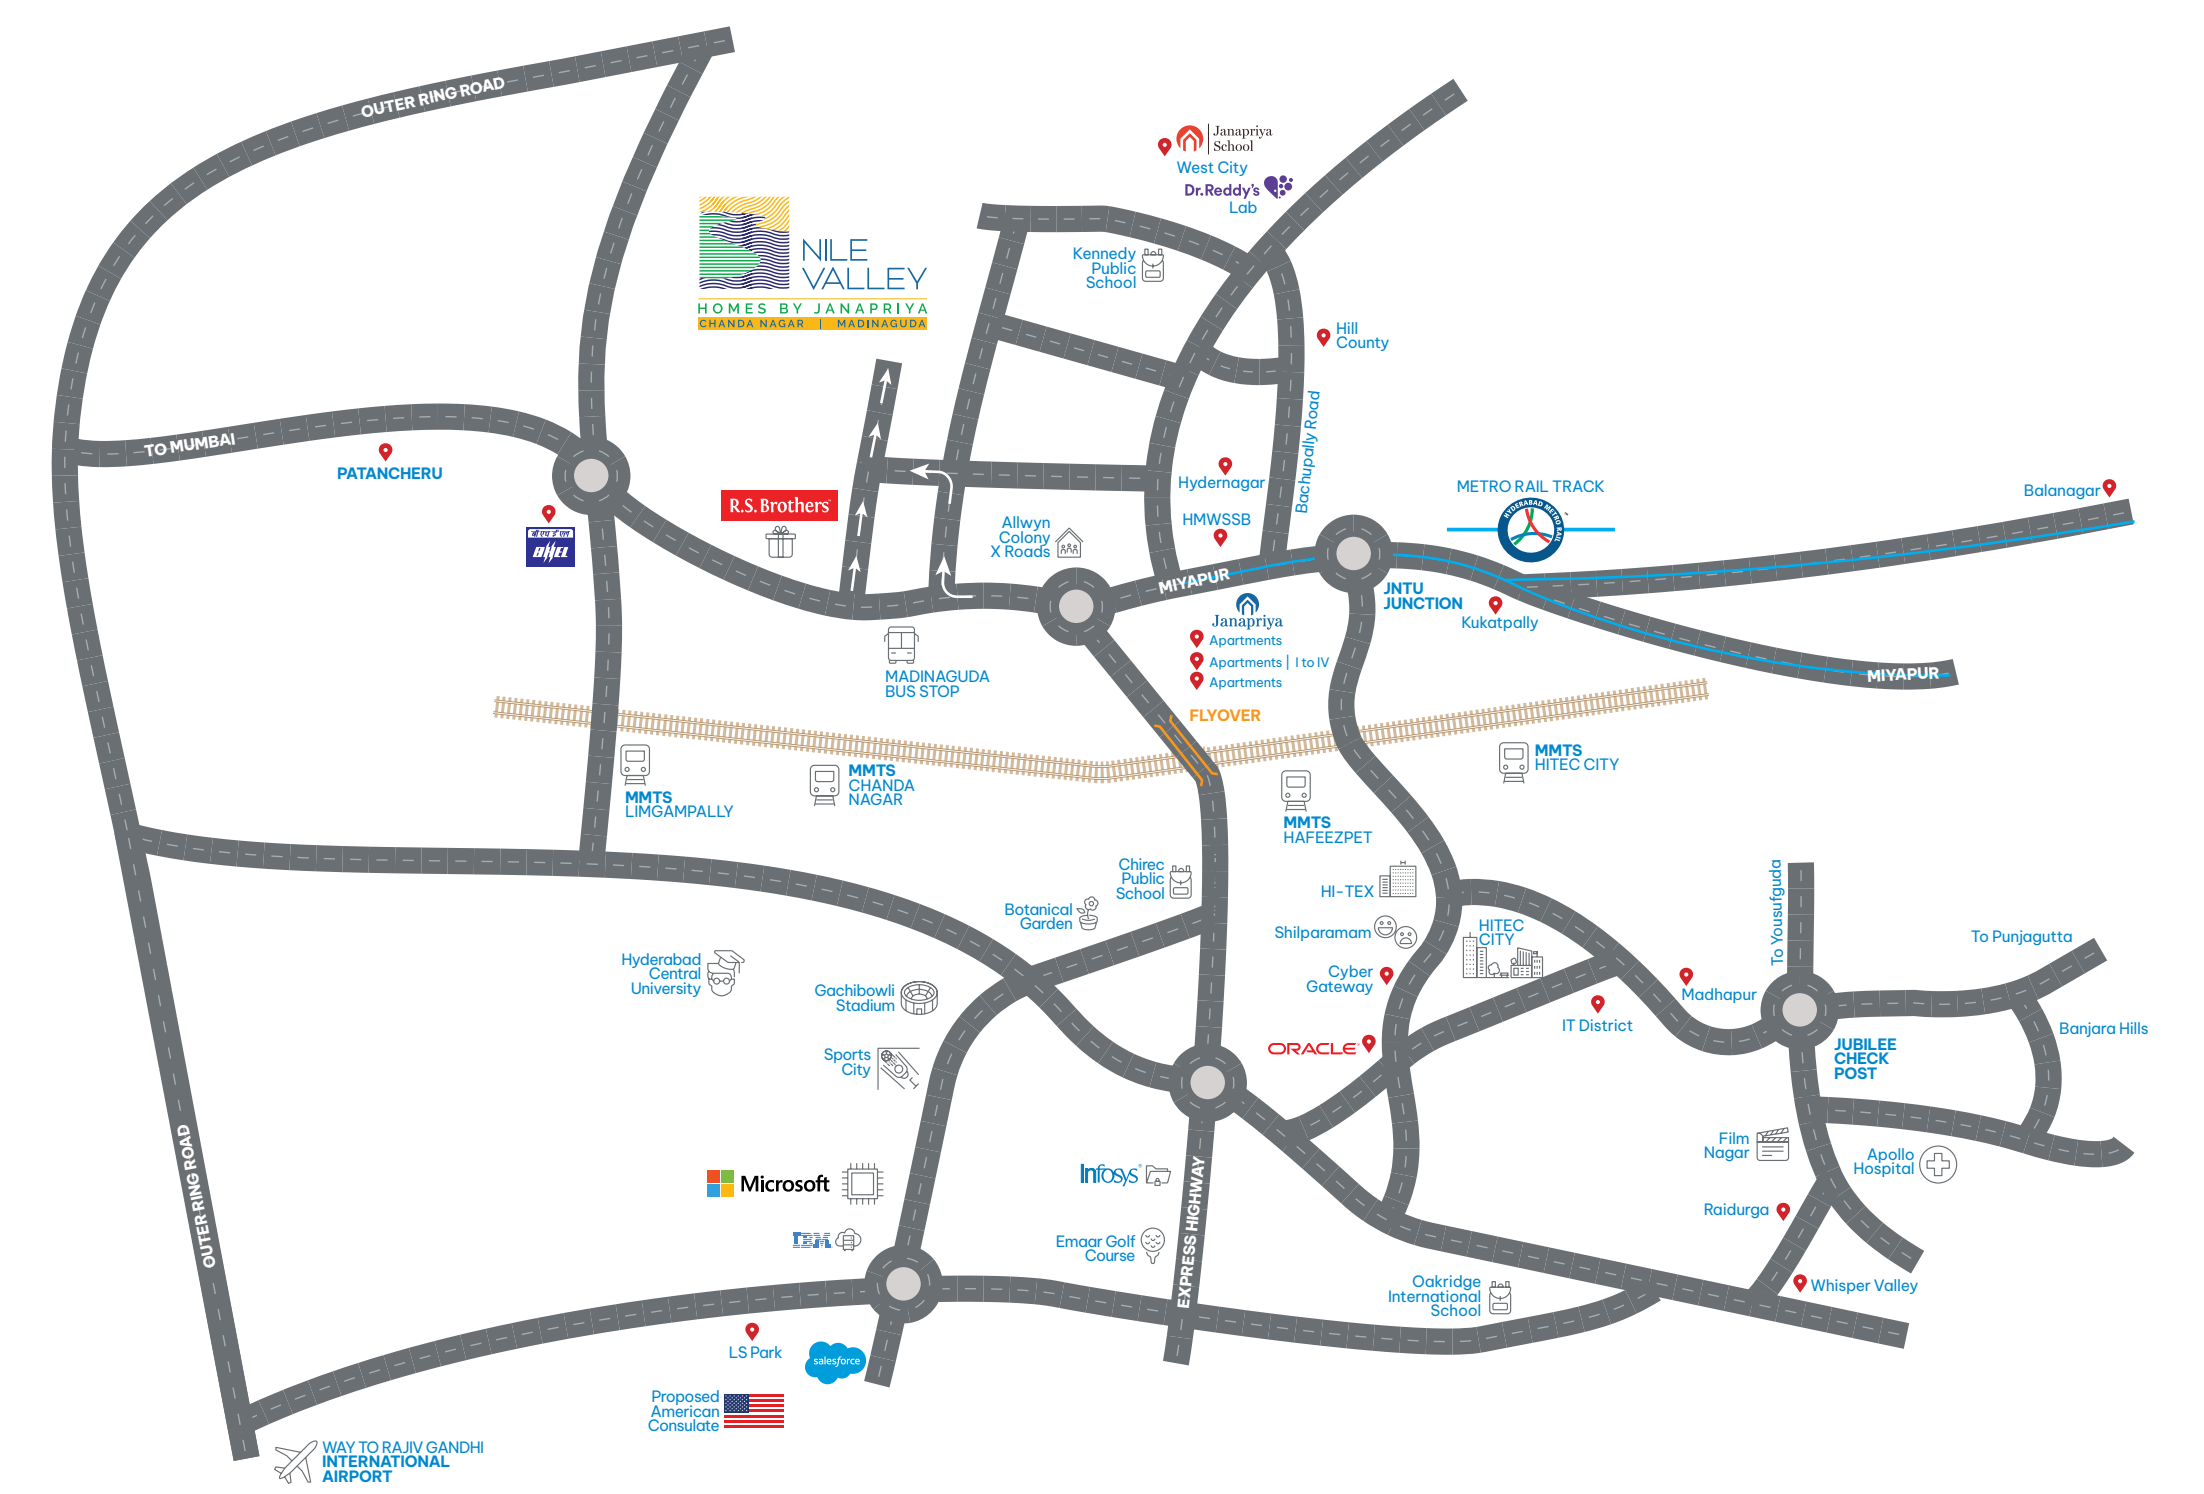 OUTER RING ROAD
Janapriya
School
West City
Dr.Reddy's
Lab
NILE
VALLEY
HOMES BY JANAPRIYA
CHANDA NAGAR | MADINAGUDA
Kennedy
Public
School
Hill
County
Bachupally Road
TO MUMBAI
PATANCHERU
बी एच ई एल
BHEL
R.S. Brothers
Allwyn
Colony
X Roads
Hydernagar
HMWSSB
METRO RAIL TRACK
HYDERABAD METRO RAIL
Balanagar
MIYAPUR
JNTU
JUNCTION
Kukatpally
MIYAPUR
Janapriya
Apartments
Apartments | I to IV
Apartments
MADINAGUDA
BUS STOP
FLYOVER
MMTS
LIMGAMPALLY
MMTS
CHANDA
NAGAR
MMTS
HAFEEZPET
MMTS
HITEC CITY
Chirec
Public
School
Botanical
Garden
HI-TEX
Shilparamam
HITEC
CITY
Cyber
Gateway
To Yousufguda
To Punjagutta
Madhapur
IT District
Banjara Hills
JUBILEE
CHECK
POST
Hyderabad
Central
University
Gachibowli
Stadium
Sports
City
ORACLE
Film
Nagar
Apollo
Hospital
Raidurga
Whisper Valley
OUTER RING ROAD
Microsoft
IBM
Infosys
Emaar Golf
Course
EXPRESS HIGHWAY
Oakridge
International
School
LS Park
salesforce
Proposed
American
Consulate
WAY TO RAJIV GANDHI
INTERNATIONAL
AIRPORT